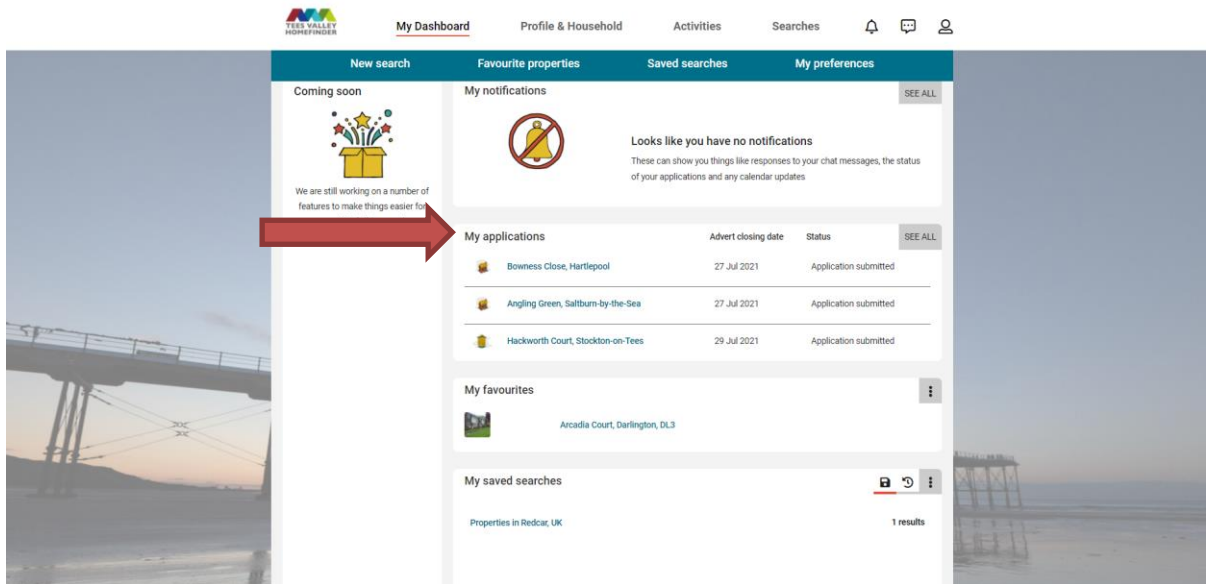 TEES VALLEY
HOMEFINDER
My Dashboard Profile & Household Activities Searches
New search Favourite properties Saved searches My preferences
Coming soon
We are still working on a number of
features to make things easier for
My notifications SEE ALL
Looks like you have no notifications
These can show you things like responses to your chat messages, the status
of your applications and any calendar updates
My applications Advert closing date Status SEE ALL
Bowness Close, Hartlepool 27 Jul 2021 Application submitted
Angling Green, Saltburn-by-the-Sea 27 Jul 2021 Application submitted
Hackworth Court, Stockton-on-Tees 29 Jul 2021 Application submitted
My favourites
Arcadia Court, Darlington, DL3
My saved searches
Properties in Redcar, UK 1 results